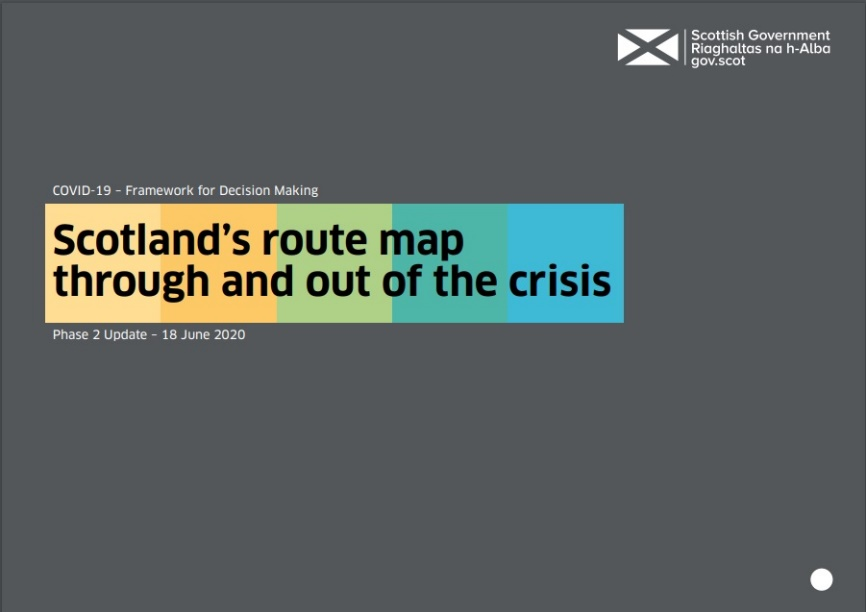 Scottish Government
Riaghaltas na h-Alba
gov.scot
COVID-19 – Framework for Decision Making
Scotland’s route map
through and out of the crisis
Phase 2 Update – 18 June 2020